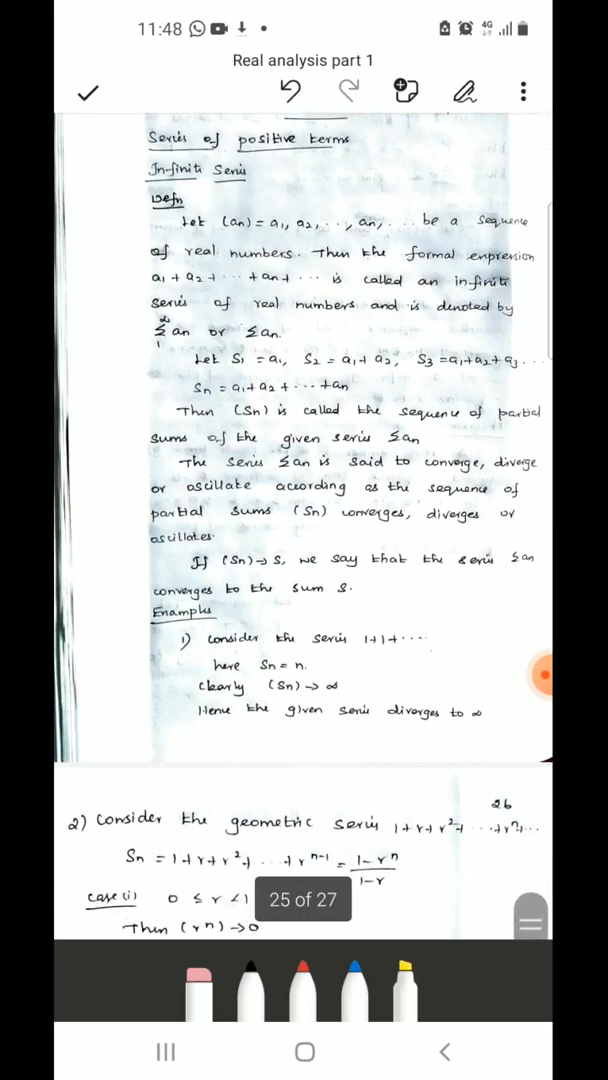 11:48 4G
Real analysis part 1
Series of positive terms
Infinite Series
Defn
Let (an) = a1, a2, ..., an, ... be a sequence
of real numbers. Then the formal expression
a1 + a2 + ... + an + ... is called an infinite
series of real numbers and is denoted by
∞
Σ an or Σan.
1
Let S1 = a1, S2 = a1 + a2, S3 = a1 + a2 + a3 ...
Sn = a1 + a2 + ... + an
Then (Sn) is called the sequence of partial
sums of the given series Σan
The series Σan is said to converge, diverge
or oscillate acording as the sequence of
partial sums (Sn) converges, diverges or
oscillates.
If (Sn) → S, we say that the series Σan
converges to the sum S.
Examples
1) Consider the series 1+1+....
here Sn = n.
Clearly (Sn) → ∞
Hence the given series diverges to ∞
26
2) Consider the geometric series 1+r+r²+ ...+rⁿ+...
Sn = 1+r+r²+ ...+rⁿ⁻¹ = 1-rⁿ
1-r
Case (i) 0 ≤ r < 1
25 of 27
Then (rⁿ) → 0